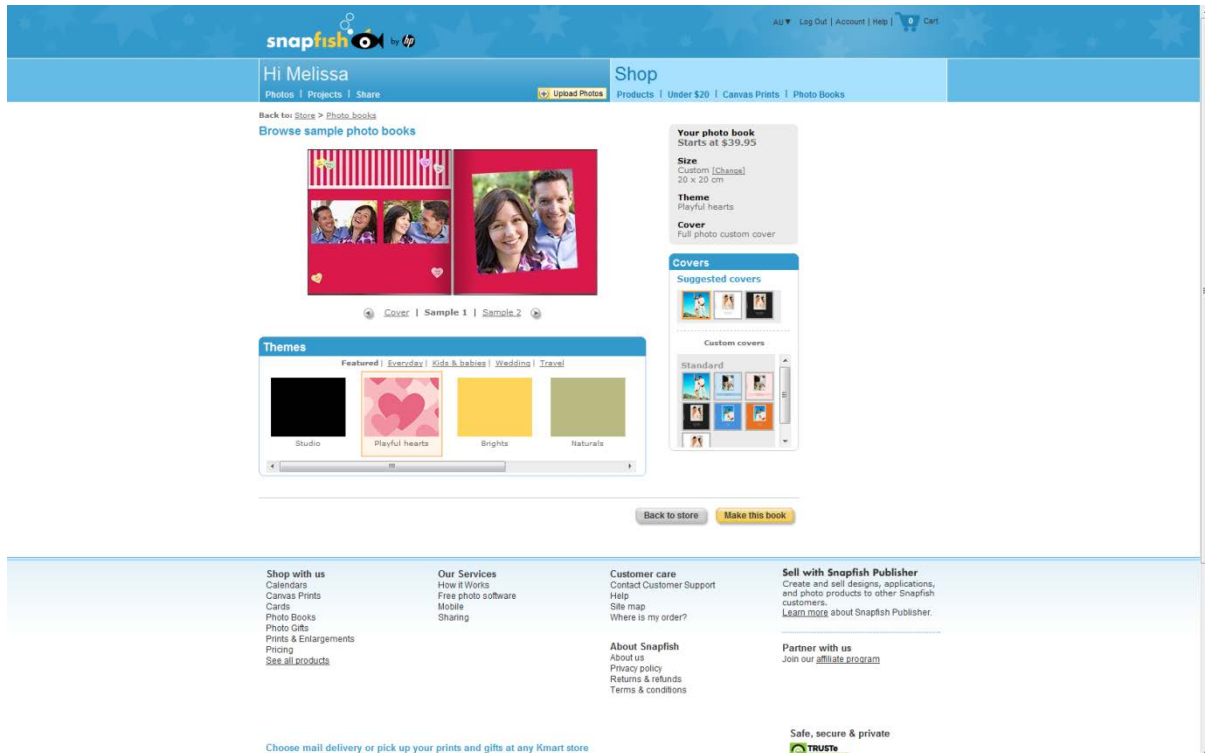 AU▼ Log Out | Account | Help | 0 Cart
snapfish by hp
Hi Melissa
Photos | Projects | Share
Upload Photos
Shop
Products | Under $20 | Canvas Prints | Photo Books
Back to: Store > Photo books
Browse sample photo books
Cover | Sample 1 | Sample 2
Your photo book
Starts at $39.95
Size
Custom [Change]
20 x 20 cm
Theme
Playful hearts
Cover
Full photo custom cover
Covers
Suggested covers
Custom covers
Standard
Themes
Featured | Everyday | Kids & babies | Wedding | Travel
Studio
Playful hearts
Brights
Naturals
Back to store
Make this book
Shop with us
Calendars
Canvas Prints
Cards
Photo Books
Photo Gifts
Prints & Enlargements
Pricing
See all products
Our Services
How it Works
Free photo software
Mobile
Sharing
Customer care
Contact Customer Support
Help
Site map
Where is my order?
About Snapfish
About us
Privacy policy
Returns & refunds
Terms & conditions
Sell with Snapfish Publisher
Create and sell designs, applications,
and photo products to other Snapfish
customers.
Learn more about Snapfish Publisher.
Partner with us
Join our affiliate program
Choose mail delivery or pick up your prints and gifts at any Kmart store
Safe, secure & private
TRUSTe